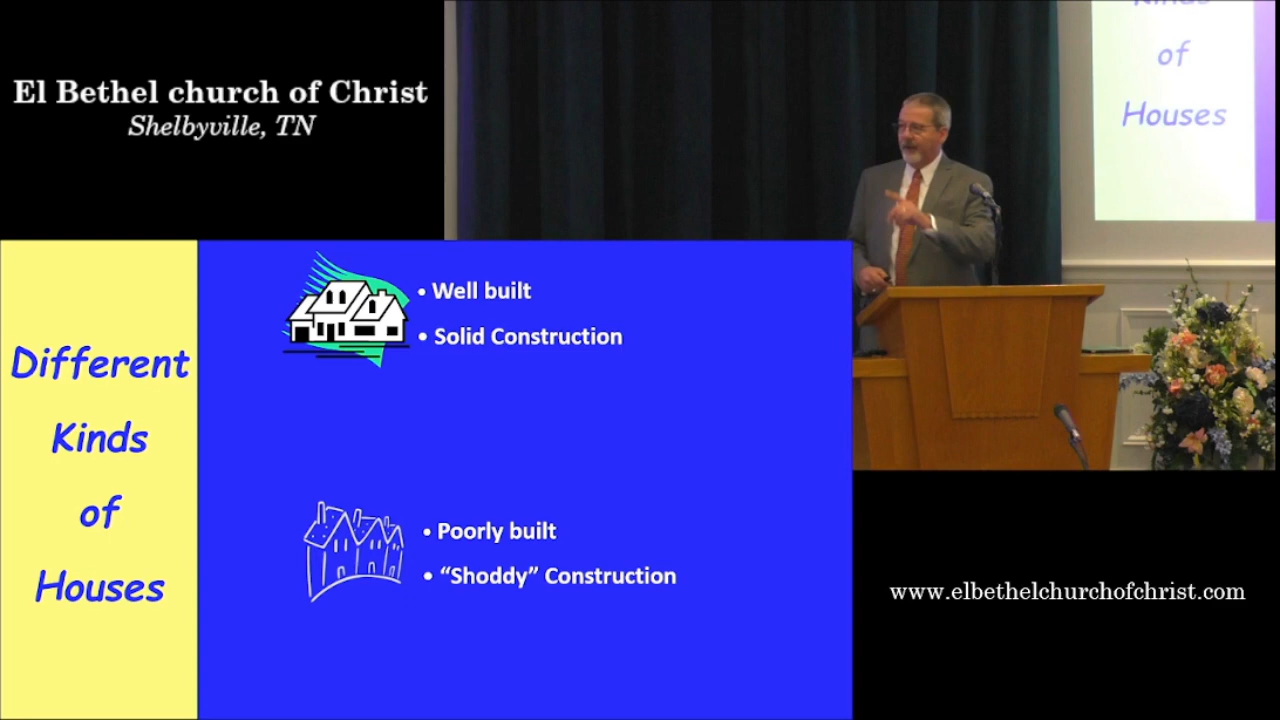 El Bethel church of Christ
Shelbyville, TN
of
Houses
Different
Kinds
of
Houses
• Well built
• Solid Construction
• Poorly built
• “Shoddy” Construction
www.elbethelchurchofchrist.com